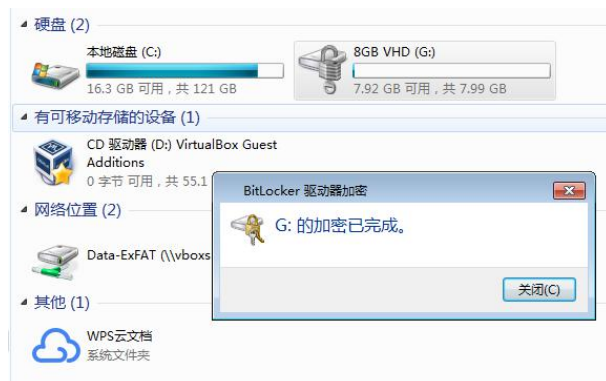 硬盘 (2)
本地磁盘 (C:)
16.3 GB 可用，共 121 GB
8GB VHD (G:)
7.92 GB 可用，共 7.99 GB
有可移动存储的设备 (1)
CD 驱动器 (D:) VirtualBox Guest
Additions
0 字节 可用，共 55.1
BitLocker 驱动器加密
G: 的加密已完成。
关闭(C)
网络位置 (2)
Data-ExFAT (\\vboxs
其他 (1)
WPS云文档
系统文件夹